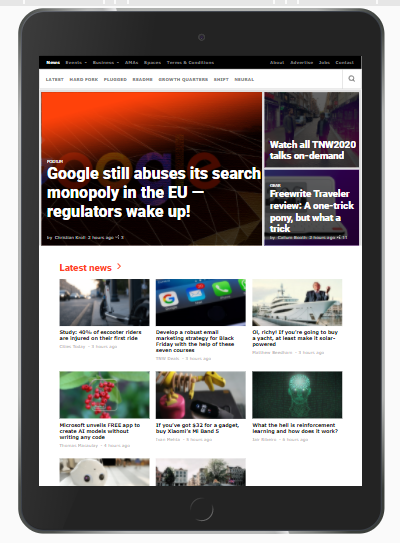 News Events Business AMAs Spaces Terms & Conditions About Advertise Jobs Contact
LATEST HARD FORK PLUGGED README GROWTH QUARTERS SHIFT NEURAL
PODIUM
Google still abuses its search
monopoly in the EU —
regulators wake up!
by Christian Kroll 2 hours ago 3
Watch all TNW2020
talks on-demand
GEAR
Freewrite Traveler
review: A one-trick
pony, but what a
trick
by Callum Booth 3 hours ago
Latest news
Study: 40% of escooter riders
are injured on their first ride
4 hours ago
Develop a robust email
marketing strategy for Black
Friday with the help of these
seven courses
TNW Deals 5 hours ago
Oi, richy! If you're going to buy
a yacht, at least make it solar-
powered
Matthew Beedham 5 hours ago
Microsoft unveils FREE app to
create AI models without
writing any code
Thomas Macaulay 4 hours ago
If you've got $32 for a gadget,
buy Xiaomi's Mi Band 5
Ivan Mehta 5 hours ago
What the hell is reinforcement
learning and how does it work?
6 hours ago